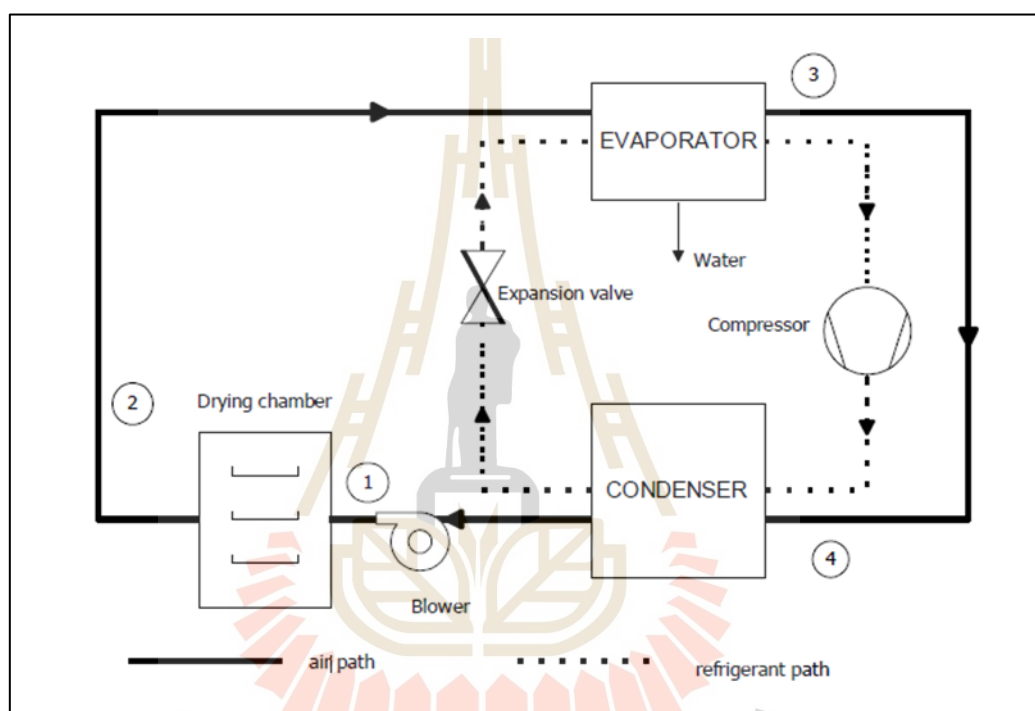 3
EVAPORATOR
Water
Expansion valve
Compressor
2
Drying chamber
1
CONDENSER
4
Blower
air path
refrigerant path